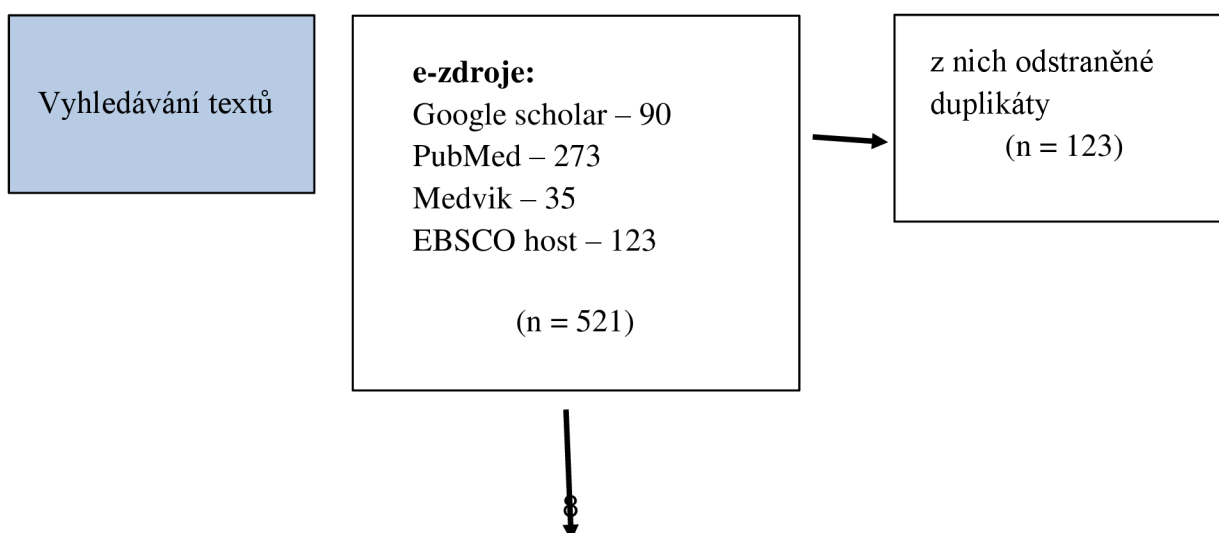 Vyhledávání textů
e-zdroje:
Google scholar – 90
PubMed – 273
Medvik – 35
EBSCO host – 123
(n = 521)
z nich odstraněné
duplikáty
(n = 123)